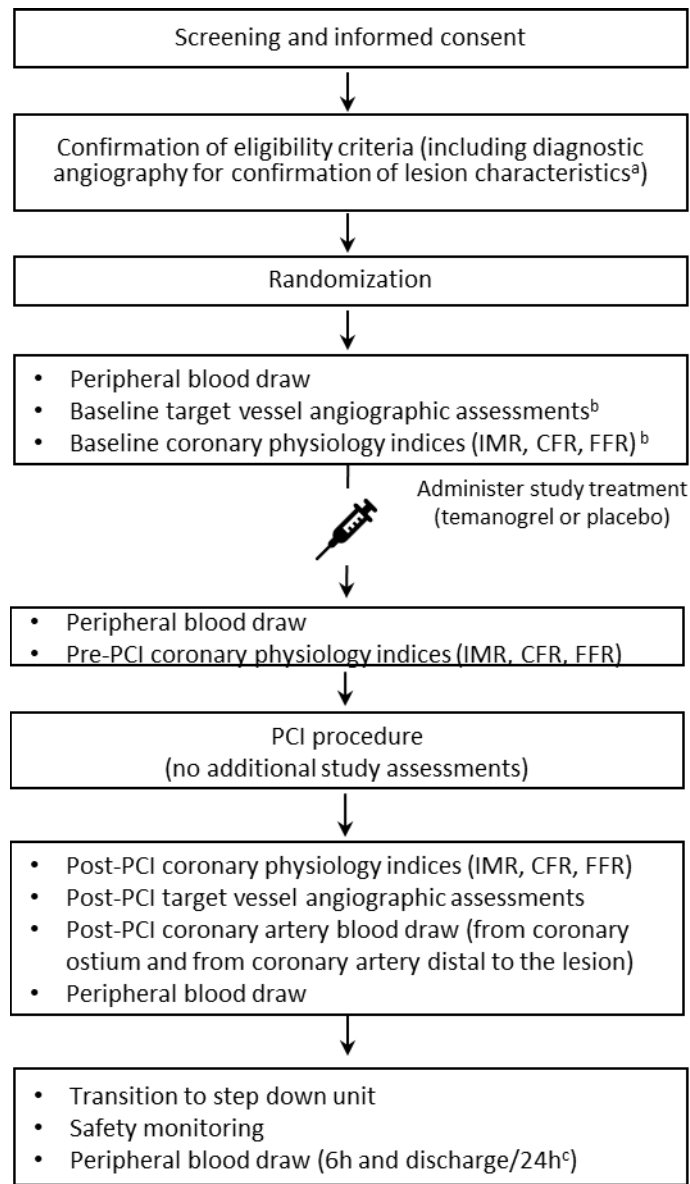 Screening and informed consent
Confirmation of eligibility criteria (including diagnostic
angiography for confirmation of lesion characteristicsᵃ)
Randomization
• Peripheral blood draw
• Baseline target vessel angiographic assessmentsᵇ
• Baseline coronary physiology indices (IMR, CFR, FFR) ᵇ
Administer study treatment
(temanogrel or placebo)
• Peripheral blood draw
• Pre-PCI coronary physiology indices (IMR, CFR, FFR)
PCI procedure
(no additional study assessments)
• Post-PCI coronary physiology indices (IMR, CFR, FFR)
• Post-PCI target vessel angiographic assessments
• Post-PCI coronary artery blood draw (from coronary
ostium and from coronary artery distal to the lesion)
• Peripheral blood draw
• Transition to step down unit
• Safety monitoring
• Peripheral blood draw (6h and discharge/24hᶜ)